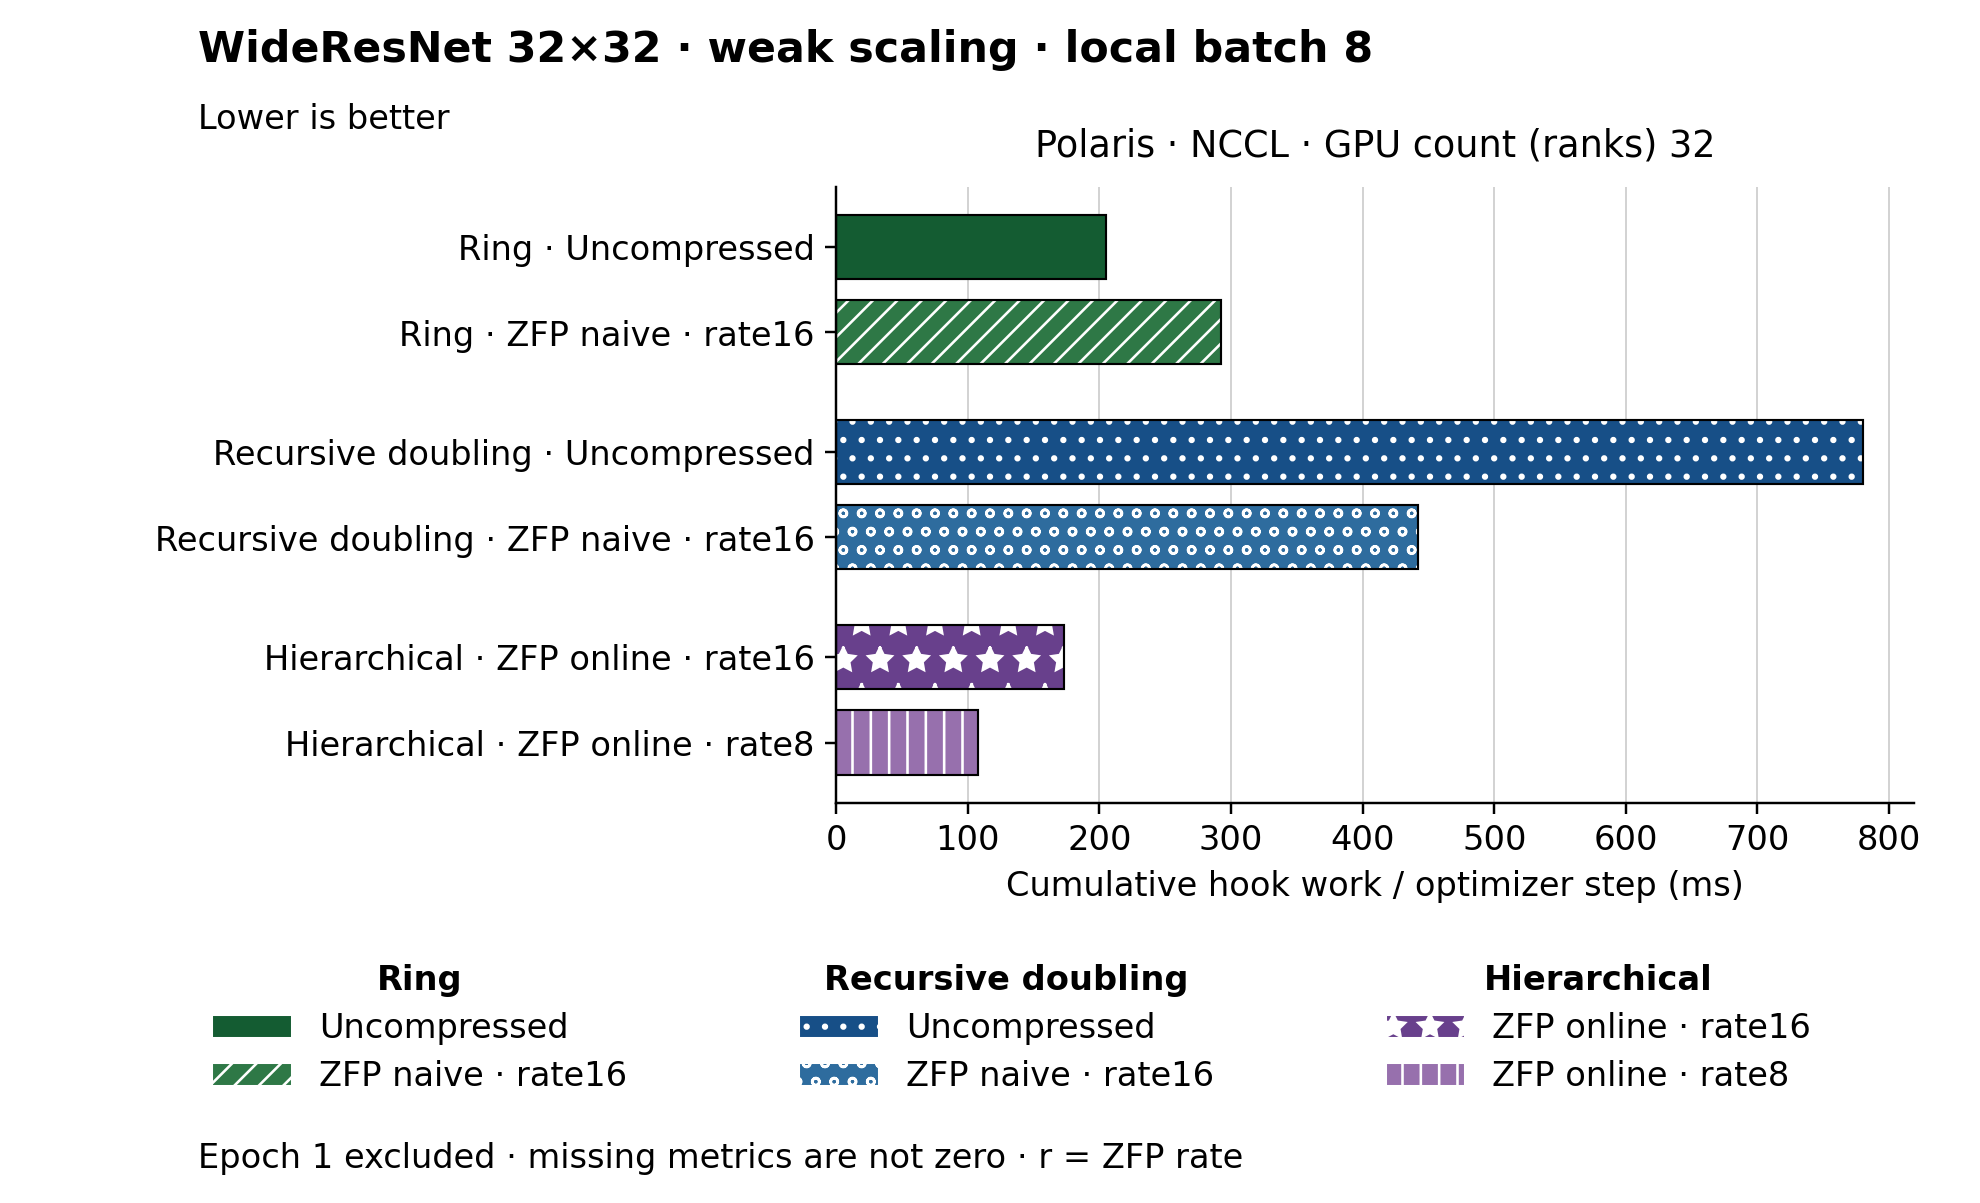 WideResNet 32×32 · weak scaling · local batch 8
Lower is better
Polaris · NCCL · GPU count (ranks) 32
Ring · Uncompressed
Ring · ZFP naive · rate16
Recursive doubling · Uncompressed
Recursive doubling · ZFP naive · rate16
Hierarchical · ZFP online · rate16
Hierarchical · ZFP online · rate8
0 100 200 300 400 500 600 700 800
Cumulative hook work / optimizer step (ms)
Ring Recursive doubling Hierarchical
Uncompressed Uncompressed ZFP online · rate16
ZFP naive · rate16 ZFP naive · rate16 ZFP online · rate8
Epoch 1 excluded · missing metrics are not zero · r = ZFP rate